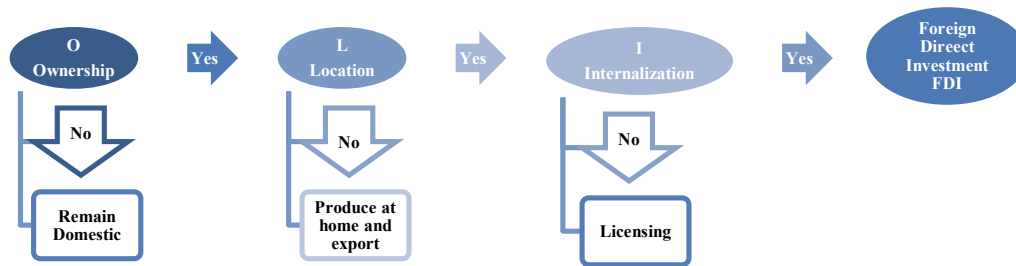 O
Ownership
Yes
L
Location
Yes
I
Internalization
Yes
Foreign
Direect
Investment
FDI
No
No
No
Remain
Domestic
Produce at
home and
export
Licensing